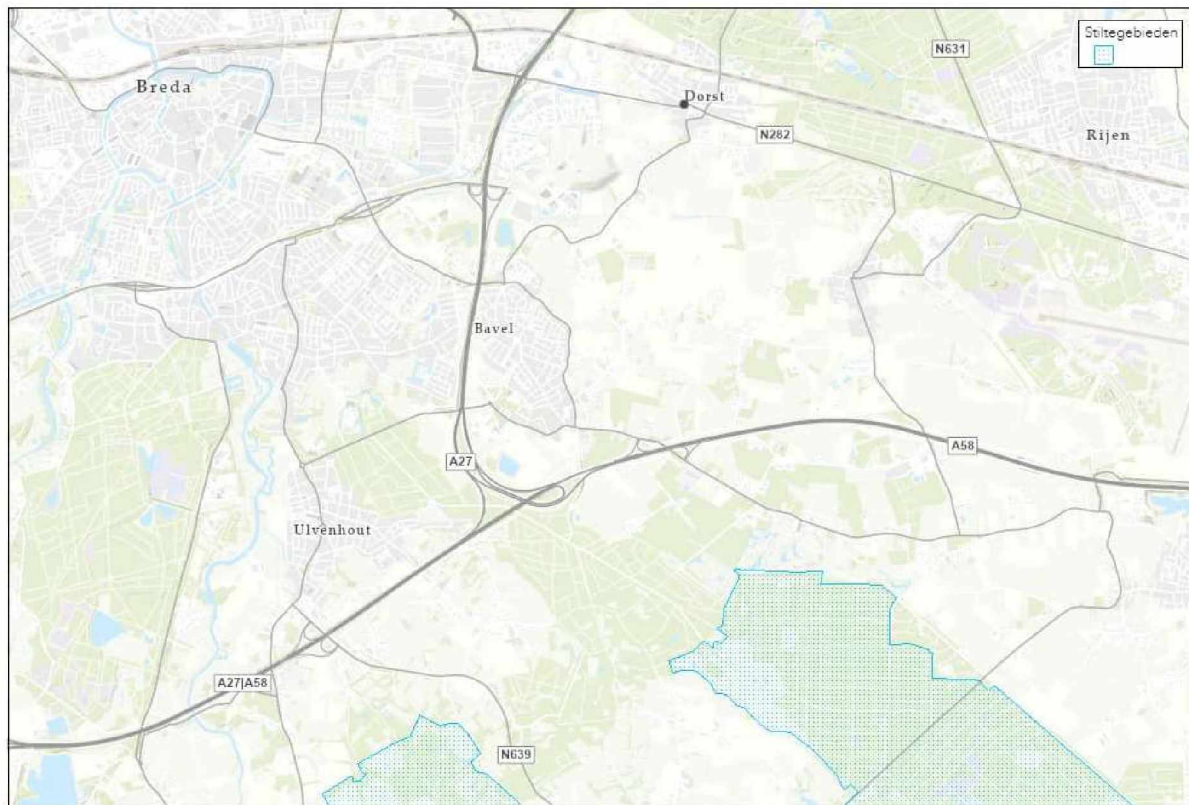 Stiltegebieden
N631
Breda
Dorst
N282
Rijen
Bavel
A58
A27
Ulvenhout
A27|A58
N639